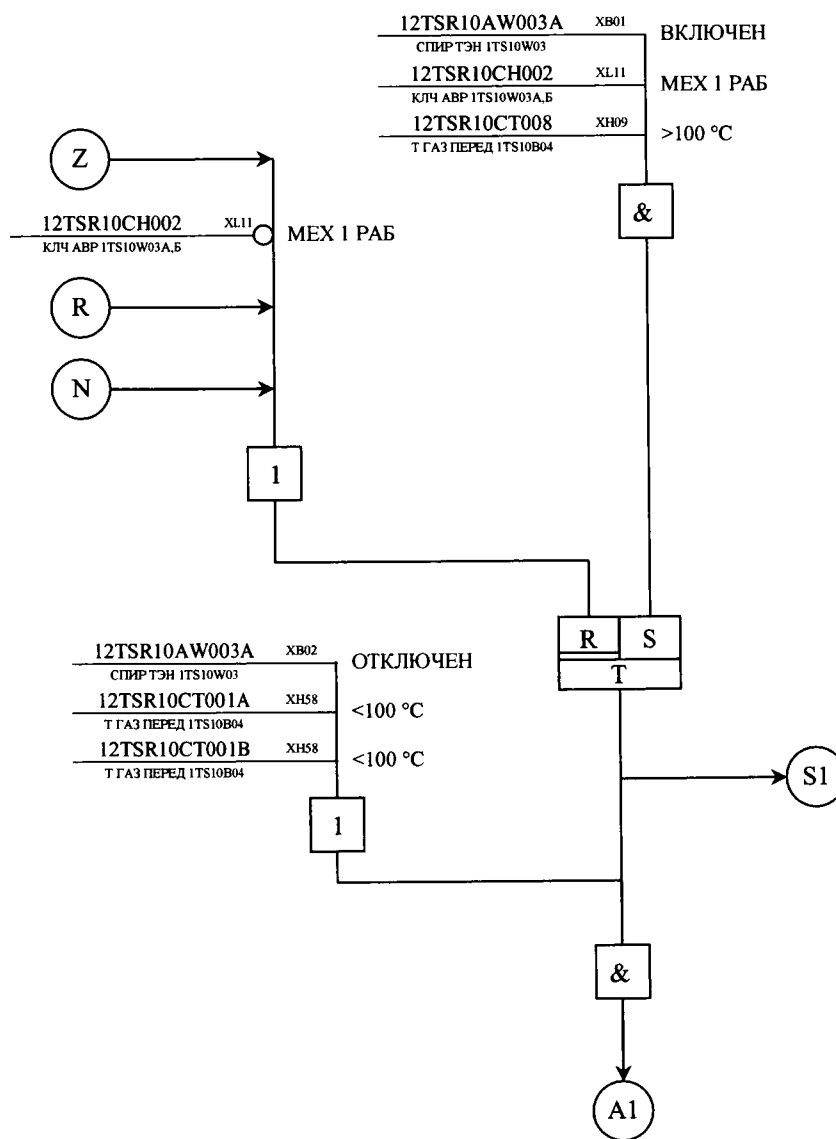 12TSR10AW003A XB01 ВКЛЮЧЕН
СПИР ТЭН 1TS10W03
12TSR10CH002 XL11 МЕХ 1 РАБ
КЛЧ АВР 1TS10W03А,Б
12TSR10CT008 XH09 >100 °C
Т ГАЗ ПЕРЕД 1TS10B04
Z
&
12TSR10CH002 XL11 МЕХ 1 РАБ
КЛЧ АВР 1TS10W03А,Б
R
N
1
R S
T
12TSR10AW003A XB02 ОТКЛЮЧЕН
СПИР ТЭН 1TS10W03
12TSR10CT001A XH58 <100 °C
Т ГАЗ ПЕРЕД 1TS10B04
12TSR10CT001B XH58 <100 °C
Т ГАЗ ПЕРЕД 1TS10B04
S1
1
&
A1